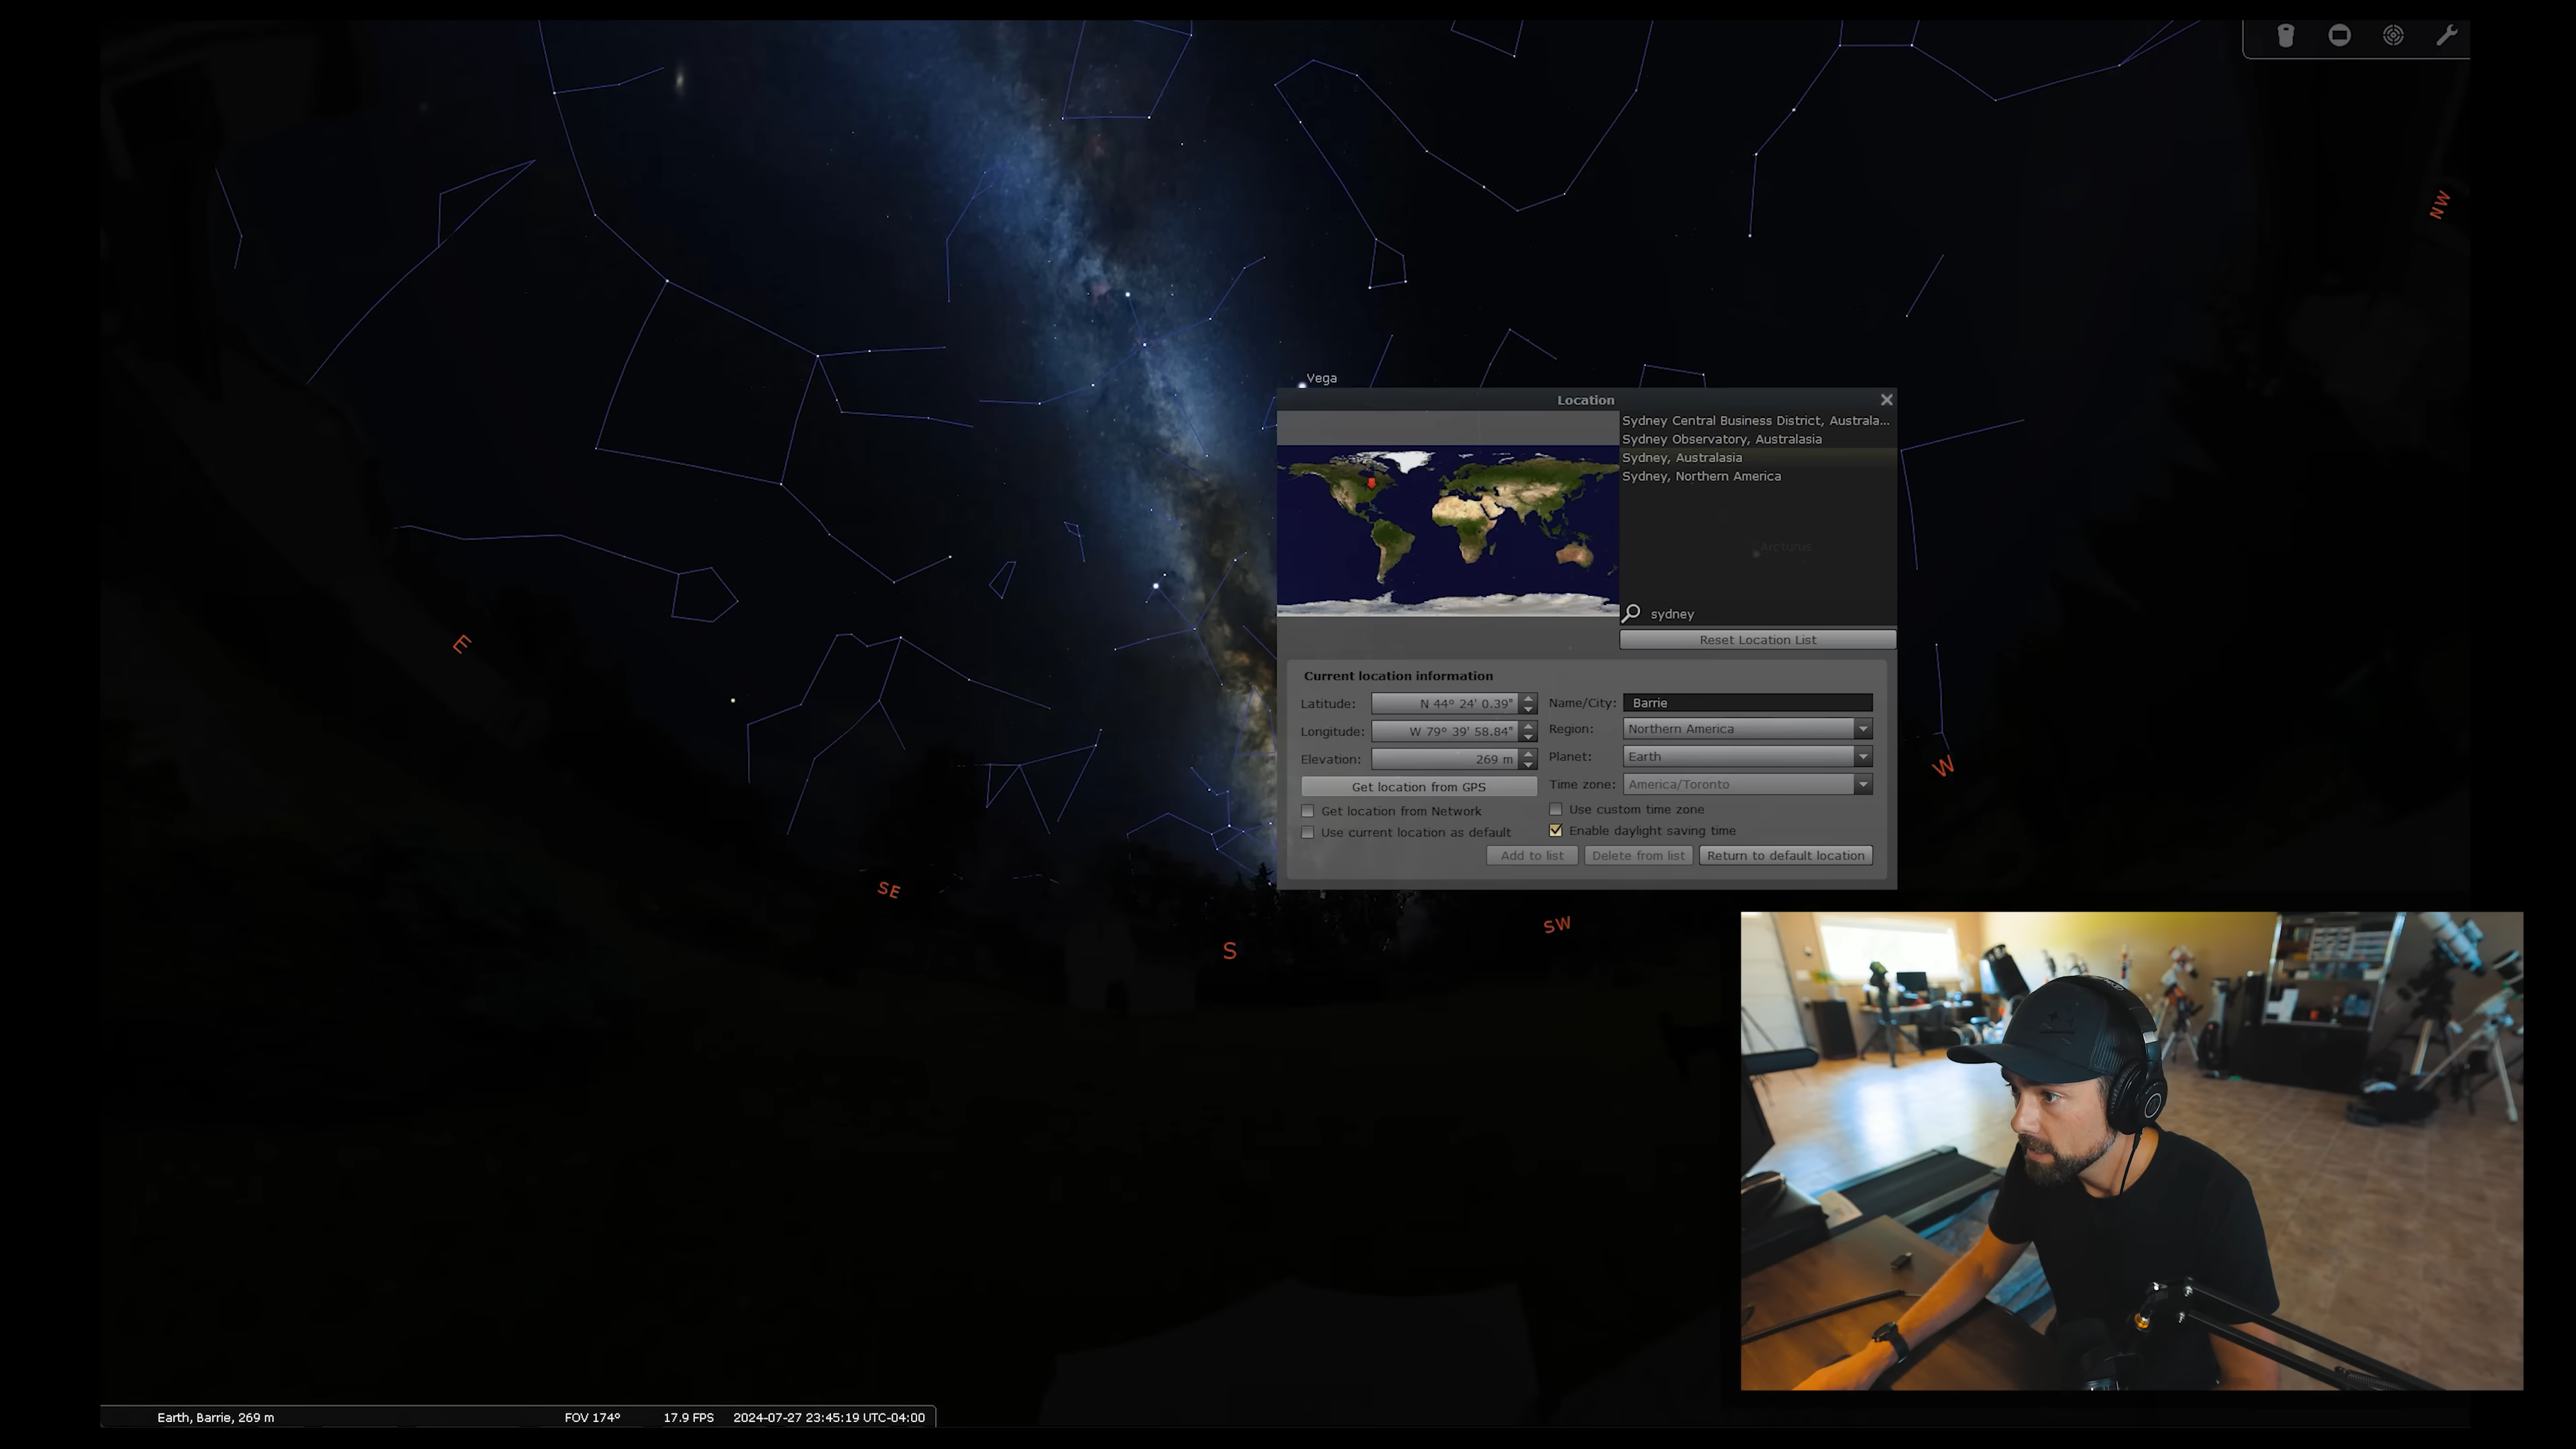 NW
Vega
Location
Sydney Central Business District, Australa...
Sydney Observatory, Australasia
Sydney, Australasia
Sydney, Northern America
Arcturus
sydney
Reset Location List
Current location information
Latitude: N 44° 24' 0.39"
Name/City: Barrie
Longitude: W 79° 39' 58.84"
Region: Northern America
Elevation: 269 m
Planet: Earth
Get location from GPS
Time zone: America/Toronto
Get location from Network
Use custom time zone
Use current location as default
Enable daylight saving time
Add to list
Delete from list
Return to default location
E
W
SE
S
SW
Earth, Barrie, 269 m
FOV 174°
17.9 FPS
2024-07-27 23:45:19 UTC-04:00